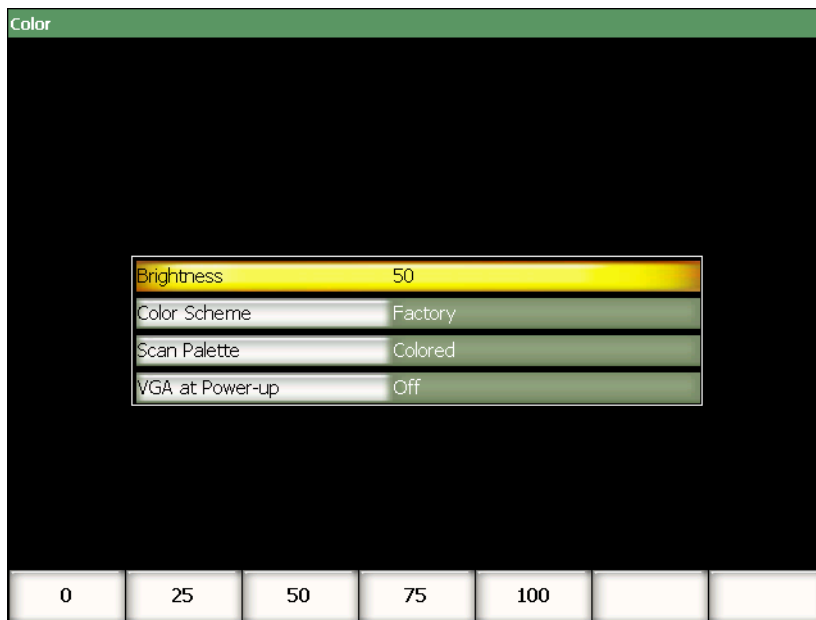 Color
Brightness 50
Color Scheme Factory
Scan Palette Colored
VGA at Power-up Off
0 25 50 75 100